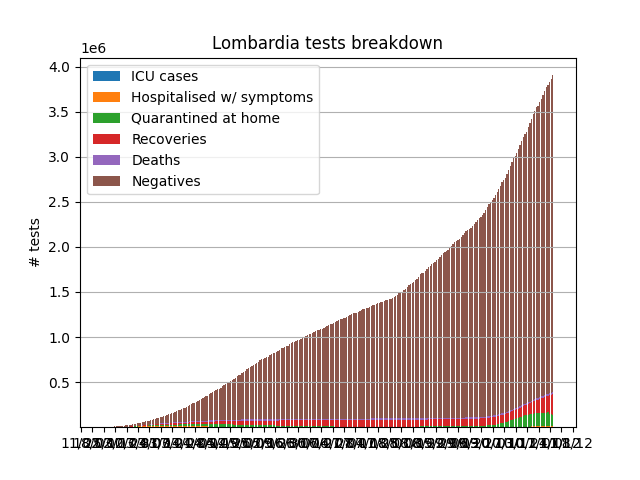 Lombardia tests breakdown
1e6
ICU cases
Hospitalised w/ symptoms
Quarantined at home
Recoveries
Deaths
Negatives
# tests
4.0
3.5
3.0
2.5
2.0
1.5
1.0
0.5